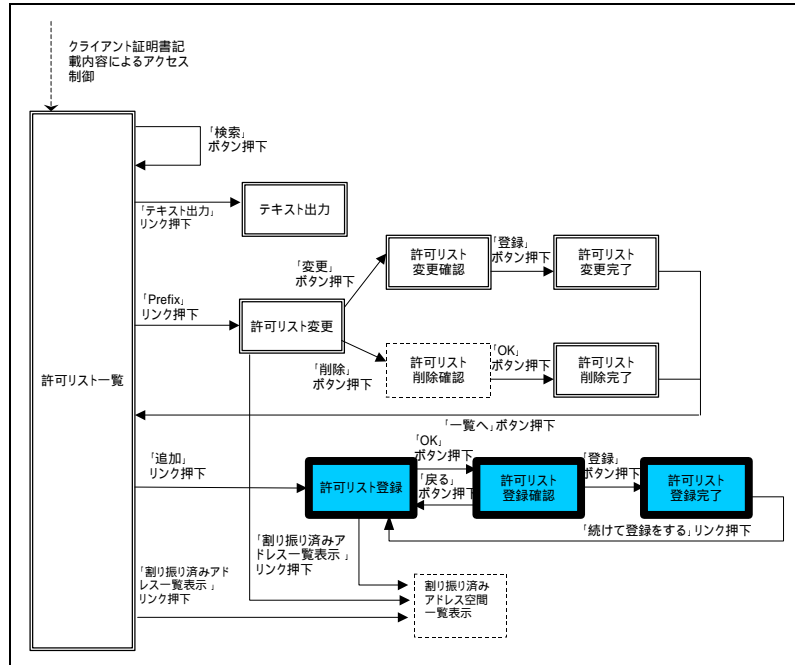 クライアント証明書記
載内容によるアクセス
制御
「検索」
ボタン押下
「テキスト出力」
リンク押下
テキスト出力
「変更」
ボタン押下
許可リスト
変更確認
「登録」
ボタン押下
許可リスト
変更完了
「Prefix」
リンク押下
許可リスト変更
「削除」
ボタン押下
許可リスト
削除確認
「OK」
ボタン押下
許可リスト
削除完了
許可リスト一覧
「一覧へ」ボタン押下
「追加」
リンク押下
許可リスト登録
「OK」
ボタン押下
「戻る」
ボタン押下
許可リスト
登録確認
「登録」
ボタン押下
許可リスト
登録完了
「続けて登録をする」リンク押下
「割り振り済みア
ドレス一覧表示」
リンク押下
「割り振り済みアド
レス一覧表示」
リンク押下
割り振り済み
アドレス空間
一覧表示